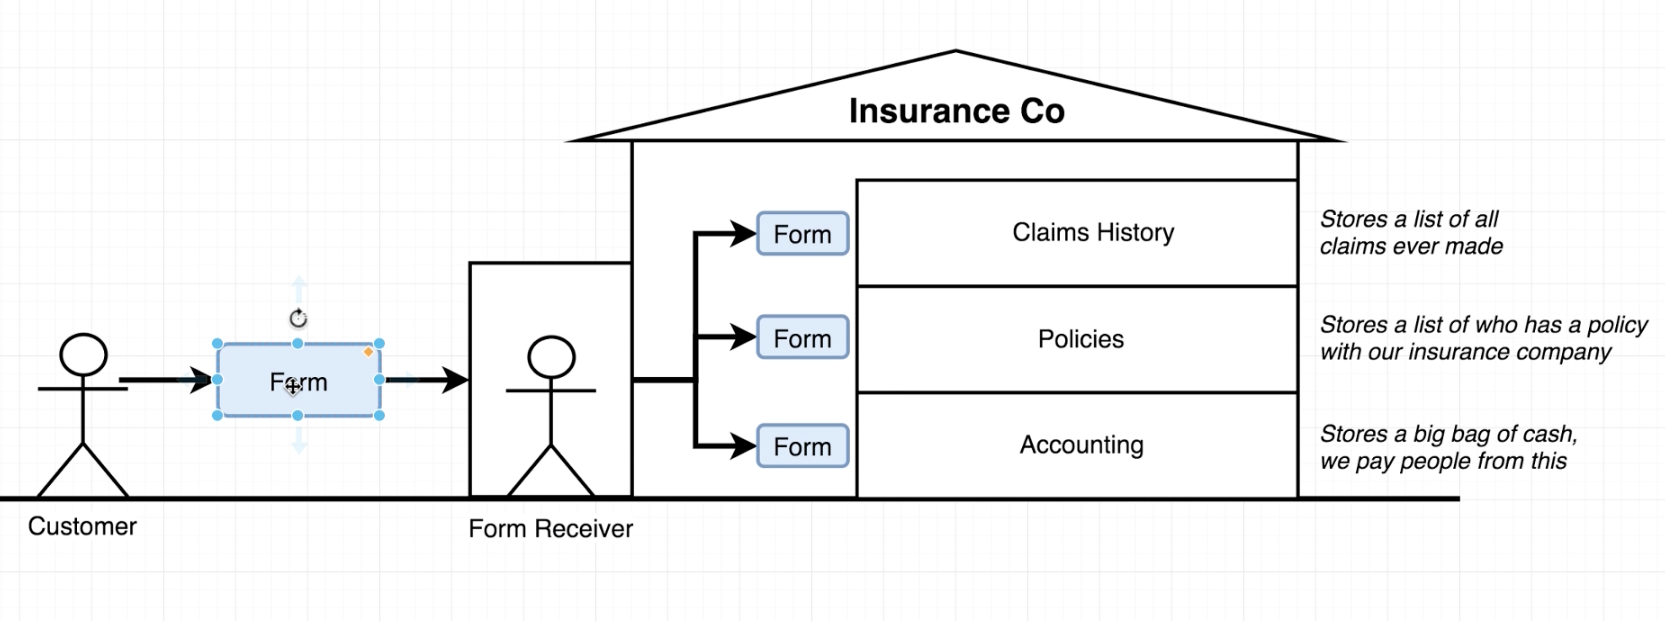 Insurance Co
Form
Claims History
Stores a list of all
claims ever made
Form
Policies
Stores a list of who has a policy
with our insurance company
Form
Form
Accounting
Stores a big bag of cash,
we pay people from this
Customer
Form Receiver